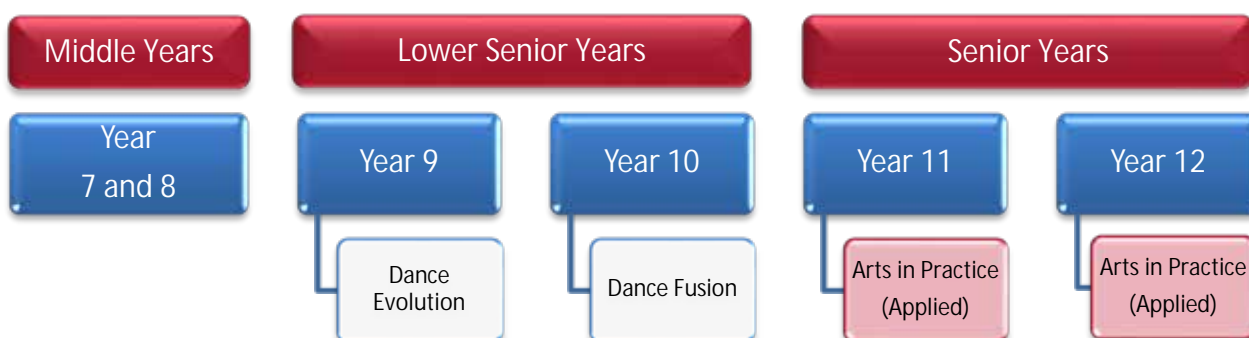 Middle Years
Lower Senior Years
Senior Years
Year
7 and 8
Year 9
Year 10
Year 11
Year 12
Dance
Evolution
Dance Fusion
Arts in Practice
(Applied)
Arts in Practice
(Applied)